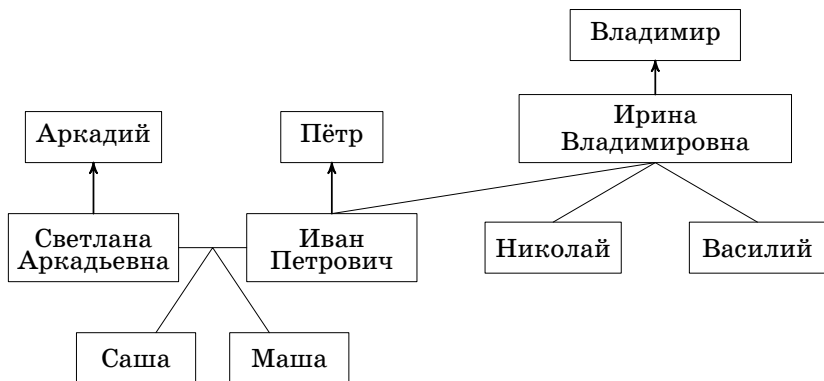 Владимир
Аркадий
Пётр
Ирина
Владимировна
Светлана
Аркадьевна
Иван
Петрович
Николай
Василий
Саша
Маша